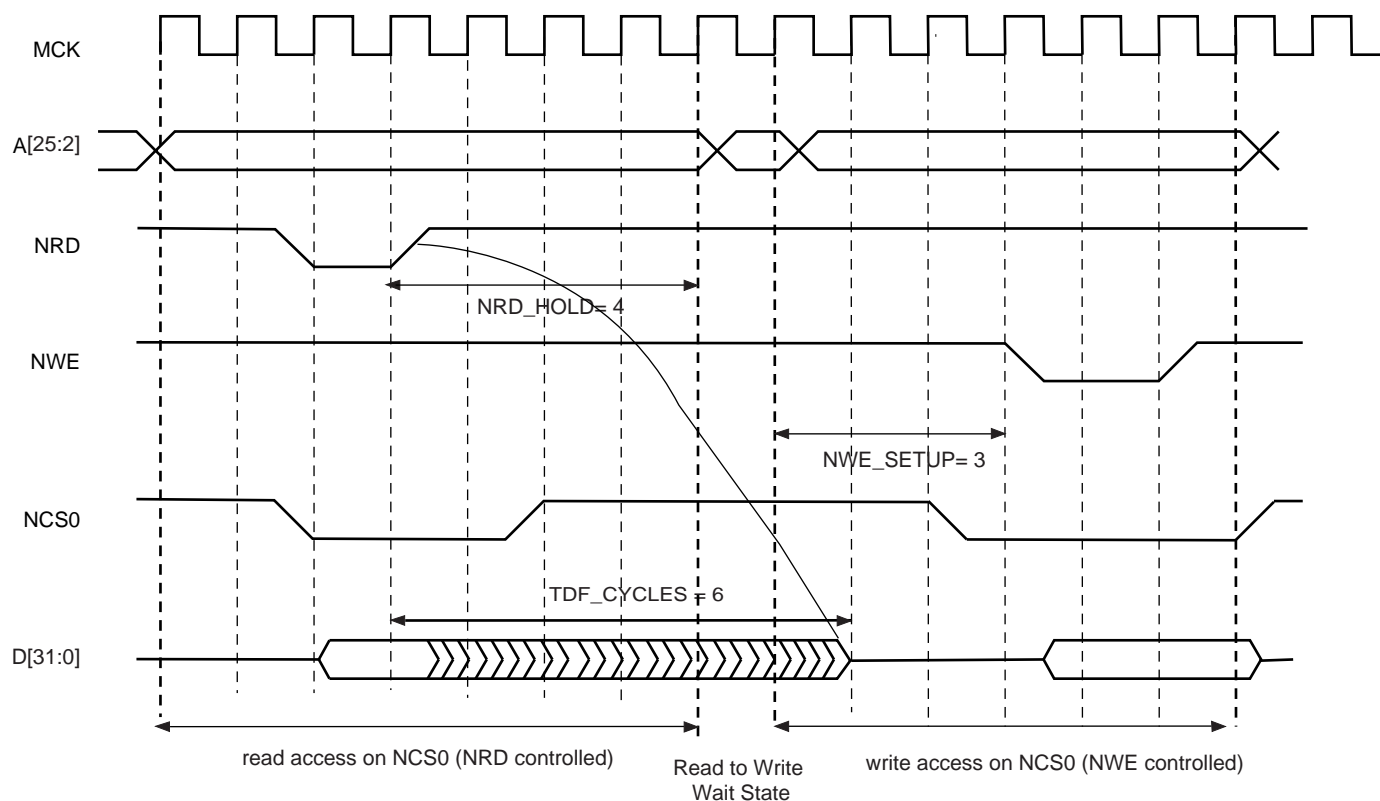 MCK
A[25:2]
NRD
NRD_HOLD= 4
NWE
NWE_SETUP= 3
NCS0
TDF_CYCLES = 6
D[31:0]
read access on NCS0 (NRD controlled)
Read to Write
Wait State
write access on NCS0 (NWE controlled)